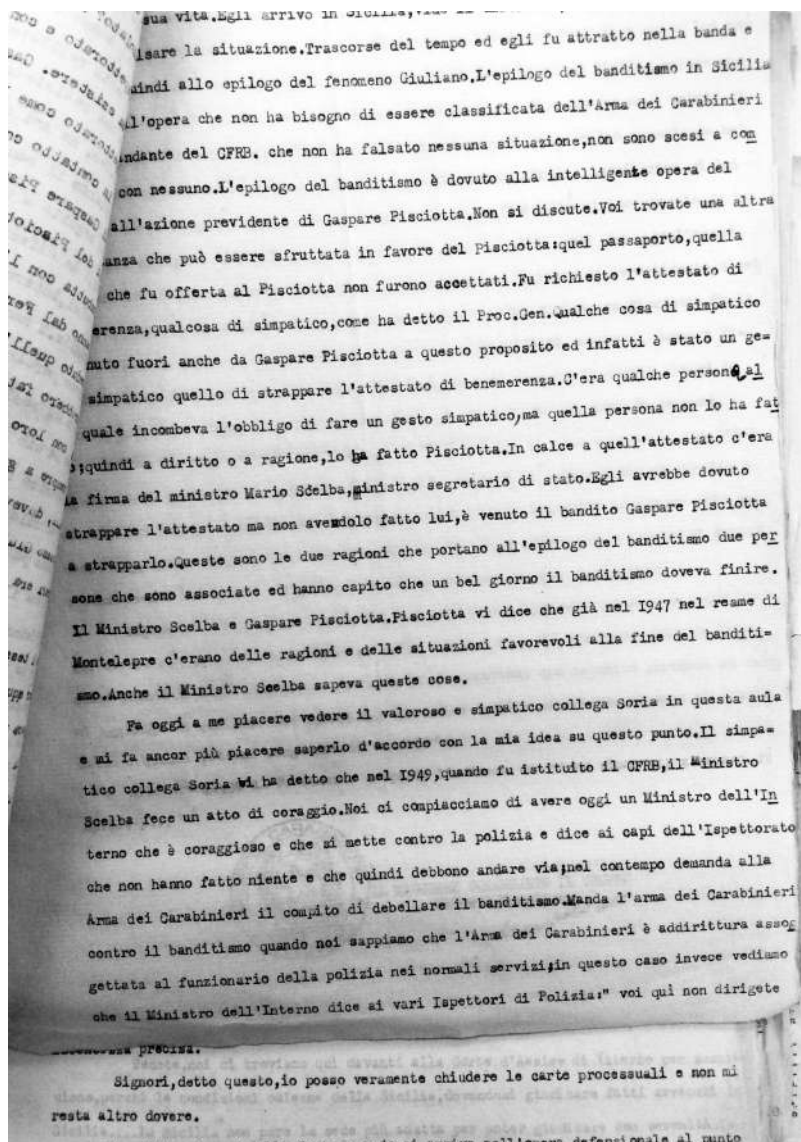 sua vita.Egli arrivò in Sicilia,
isare la situazione.Trascorse del tempo ed egli fu attratto nella banda e
uindi allo epilogo del fenomeno Giuliano.L'epilogo del banditismo in Sicilia
ll'opera che non ha bisogno di essere classificata dell'Arma dei Carabinieri
andante del CFRB. che non ha falsato nessuna situazione,non sono scesi a com
con nessuno.L'epilogo del banditismo è dovuto alla intelligente opera del
all'azione previdente di Gaspare Pisciotta.Non si discute.Voi trovate una altra
anza che può essere sfruttata in favore del Pisciotta:quel passaporto,quella
che fu offerta al Pisciotta non furono accettati.Fu richiesto l'attestato di
erenza,qualcosa di simpatico,come ha detto il Proc.Gen.Qualche cosa di simpatico
nuto fuori anche da Gaspare Pisciotta a questo proposito ed infatti è stato un ge=
simpatico quello di strappare l'attestato di benemerenza.C'era qualche persona al
quale incombeva l'obbligo di fare un gesto simpatico,ma quella persona non lo ha fat
o;quindi a diritto o a ragione,lo ha fatto Pisciotta.In calce a quell'attestato c'era
la firma del ministro Mario Scelba,ministro segretario di stato.Egli avrebbe dovuto
strappare l'attestato ma non avendolo fatto lui,è venuto il bandito Gaspare Pisciotta
a strapparlo.Queste sono le due ragioni che portano all'epilogo del banditismo due per
sone che sono associate ed hanno capito che un bel giorno il banditismo doveva finire.
Il Ministro Scelba e Gaspare Pisciotta.Pisciotta vi dice che già nel I947 nel reame di
Montelepre c'erano delle ragioni e delle situazioni favorevoli alla fine del banditi=
smo.Anche il Ministro Scelba sapeva queste cose.
Fa oggi a me piacere vedere il valoroso e simpatico collega Soria in questa aula
e mi fa ancor più piacere saperlo d'accordo con la mia idea su questo punto.Il simpa=
tico collega Soria vi ha detto che nel I949,quando fu istituito il CFRB,il Ministro
Scelba fece un atto di coraggio.Noi ci compiacciamo di avere oggi un Ministro dell'In
terno che è coraggioso e che si mette contro la polizia e dice ai capi dell'Ispettorato
che non hanno fatto niente e che quindi debbono andare via;nel contempo demanda alla
Arma dei Carabinieri il compito di debellare il banditismo.Manda l'arma dei Carabinieri
contro il banditismo quando noi sappiamo che l'Arma dei Carabinieri è addirittura assog
gettata al funzionario della polizia nei normali servizi;in questo caso invece vediamo
che il Ministro dell'Interno dice ai vari Ispettori di Polizia:" voi quì non dirigete
precisa.
Signori,detto questo,io posso veramente chiudere le carte processuali e non mi
resta altro dovere.